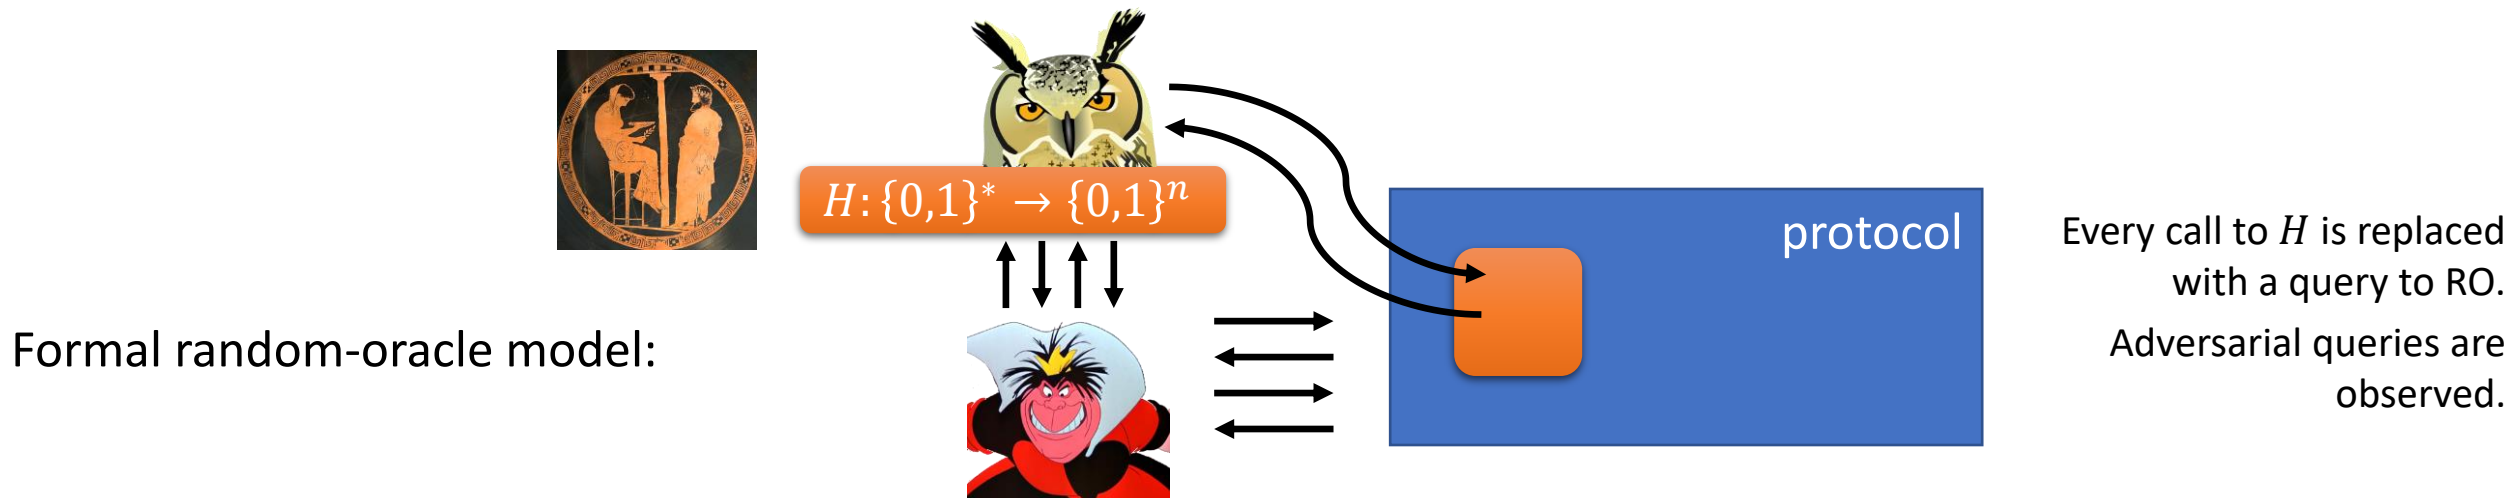 H: {0,1}* → {0,1}ⁿ
protocol
Every call to H is replaced
with a query to RO.
Formal random-oracle model:
Adversarial queries are
observed.